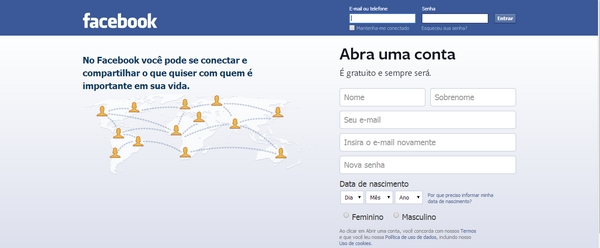 facebook
E-mail ou telefone
Senha
Entrar
Mantenha-me conectado
Esqueceu sua senha?
No Facebook você pode se conectar e
compartilhar o que quiser com quem é
importante em sua vida.
Abra uma conta
É gratuito e sempre será.
Nome
Sobrenome
Seu e-mail
Insira o e-mail novamente
Nova senha
Data de nascimento
Dia
Mês
Ano
Por que preciso informar minha
data de nascimento?
Feminino
Masculino
Ao clicar em Abrir uma conta, você concorda com nossos Termos
e que você leu nossa Política de uso de dados, incluindo nosso
Uso de cookies.